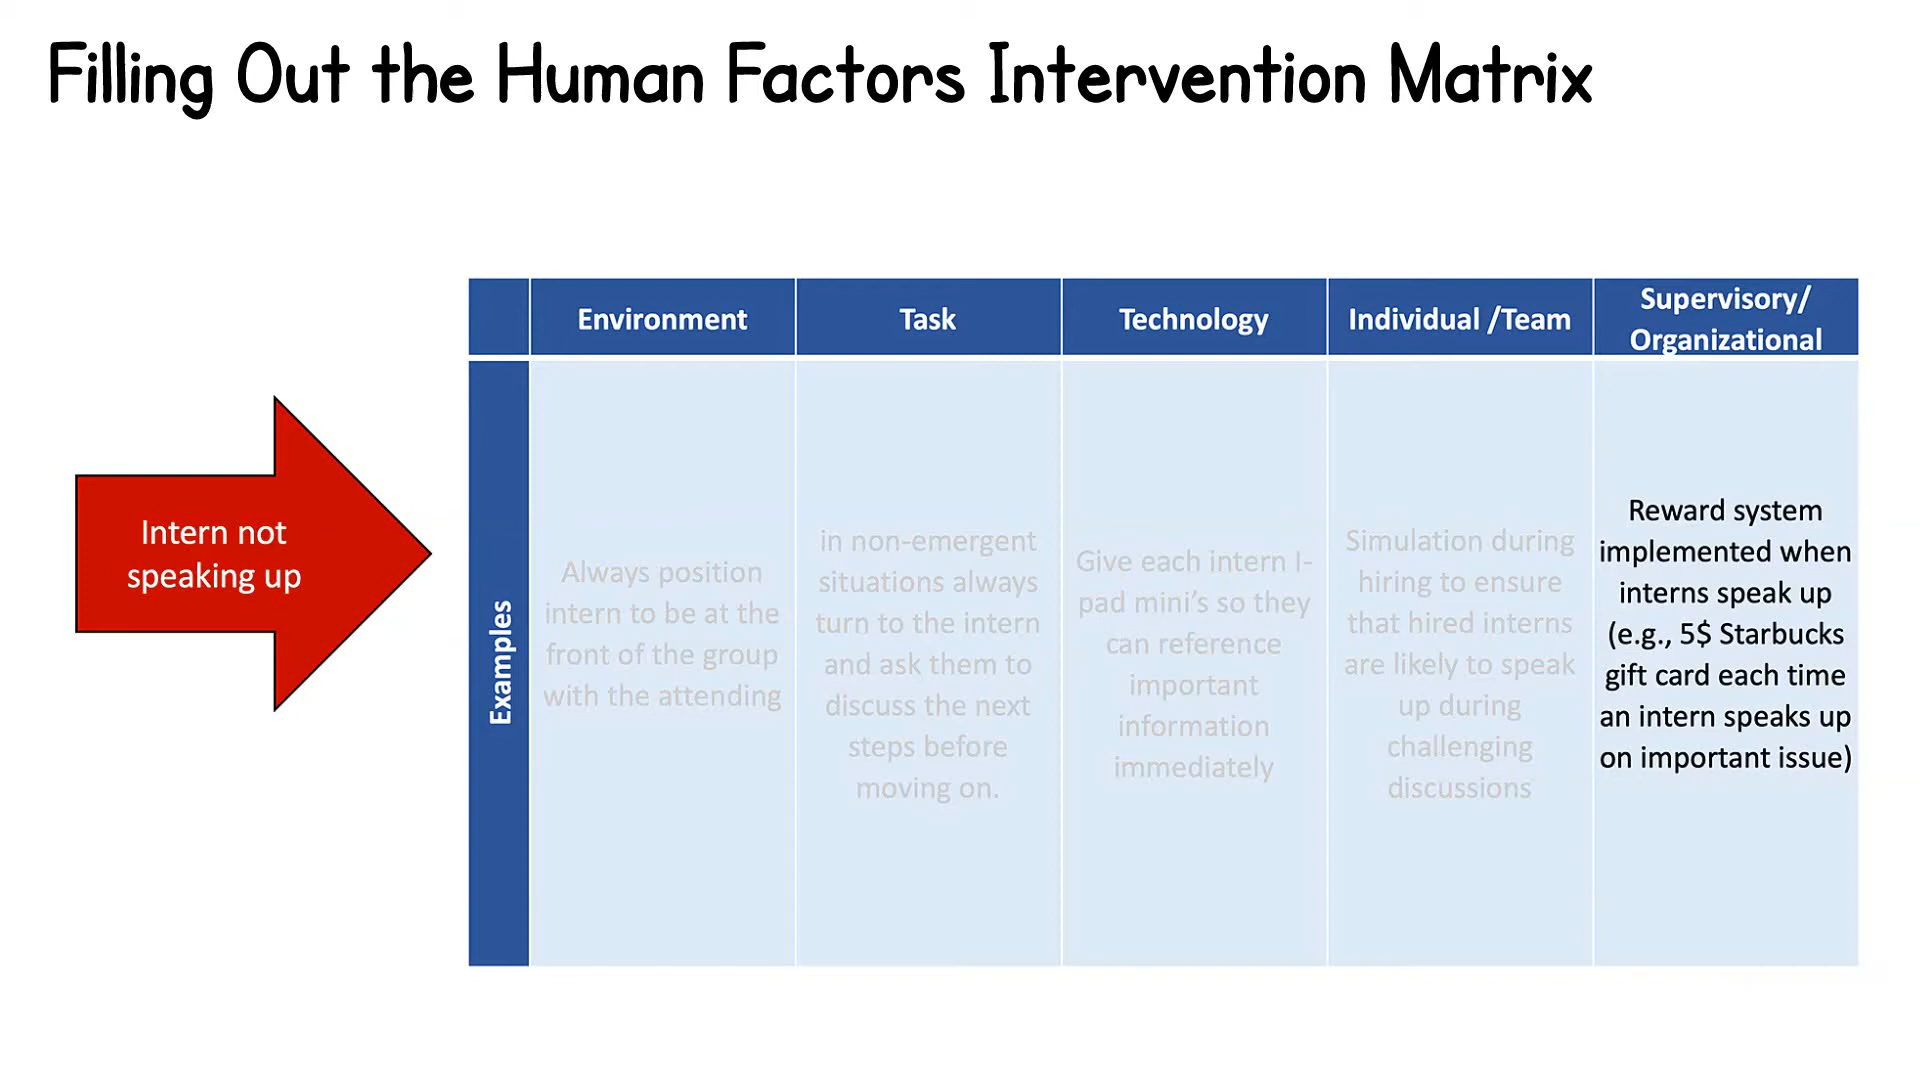 Filling Out the Human Factors Intervention Matrix
Intern not
speaking up
Environment
Task
Technology
Individual /Team
Supervisory/
Organizational
Examples
Always position
intern to be at the
front of the group
with the attending
in non-emergent
situations always
turn to the intern
and ask them to
discuss the next
steps before
moving on.
Give each intern I-
pad mini's so they
can reference
important
information
immediately
Simulation during
hiring to ensure
that hired interns
are likely to speak
up during
challenging
discussions
Reward system
implemented when
interns speak up
(e.g., 5$ Starbucks
gift card each time
an intern speaks up
on important issue)